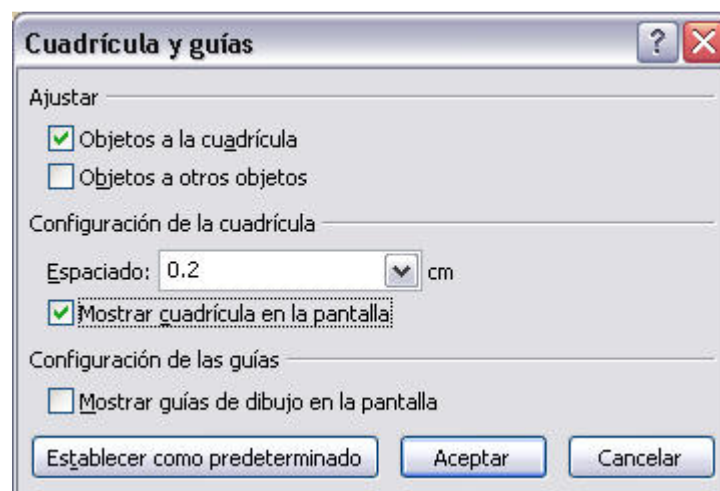 Cuadrícula y guías
Ajustar
Objetos a la cuadrícula
Objetos a otros objetos
Configuración de la cuadrícula
Espaciado: 0.2 cm
Mostrar cuadrícula en la pantalla
Configuración de las guías
Mostrar guías de dibujo en la pantalla
Establecer como predeterminado Aceptar Cancelar